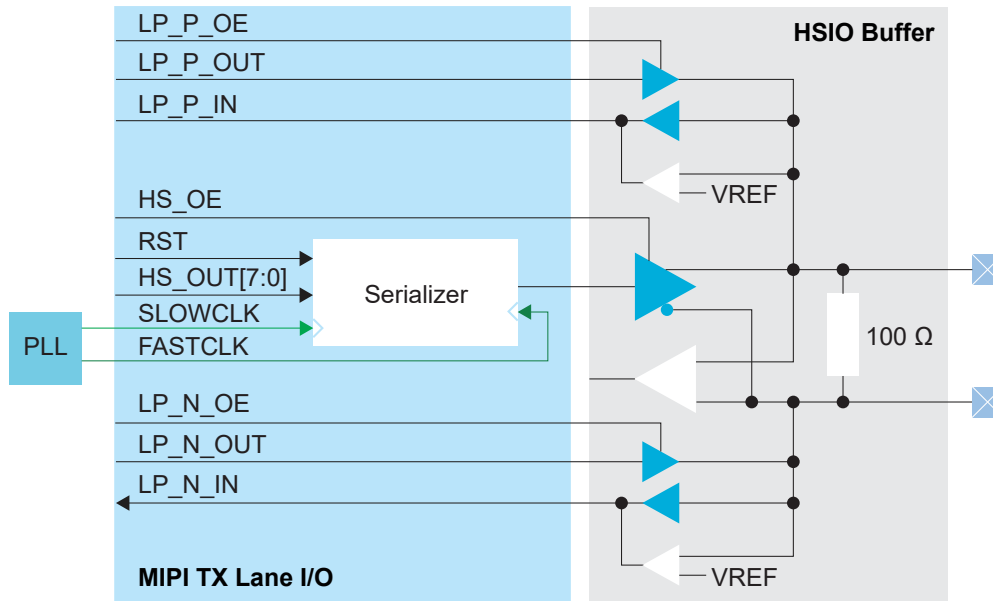 LP_P_OE
HSIO Buffer
LP_P_OUT
LP_P_IN
VREF
HS_OE
RST
HS_OUT[7:0]
Serializer
SLOWCLK
PLL
FASTCLK
100 Ω
LP_N_OE
LP_N_OUT
LP_N_IN
MIPI TX Lane I/O
VREF